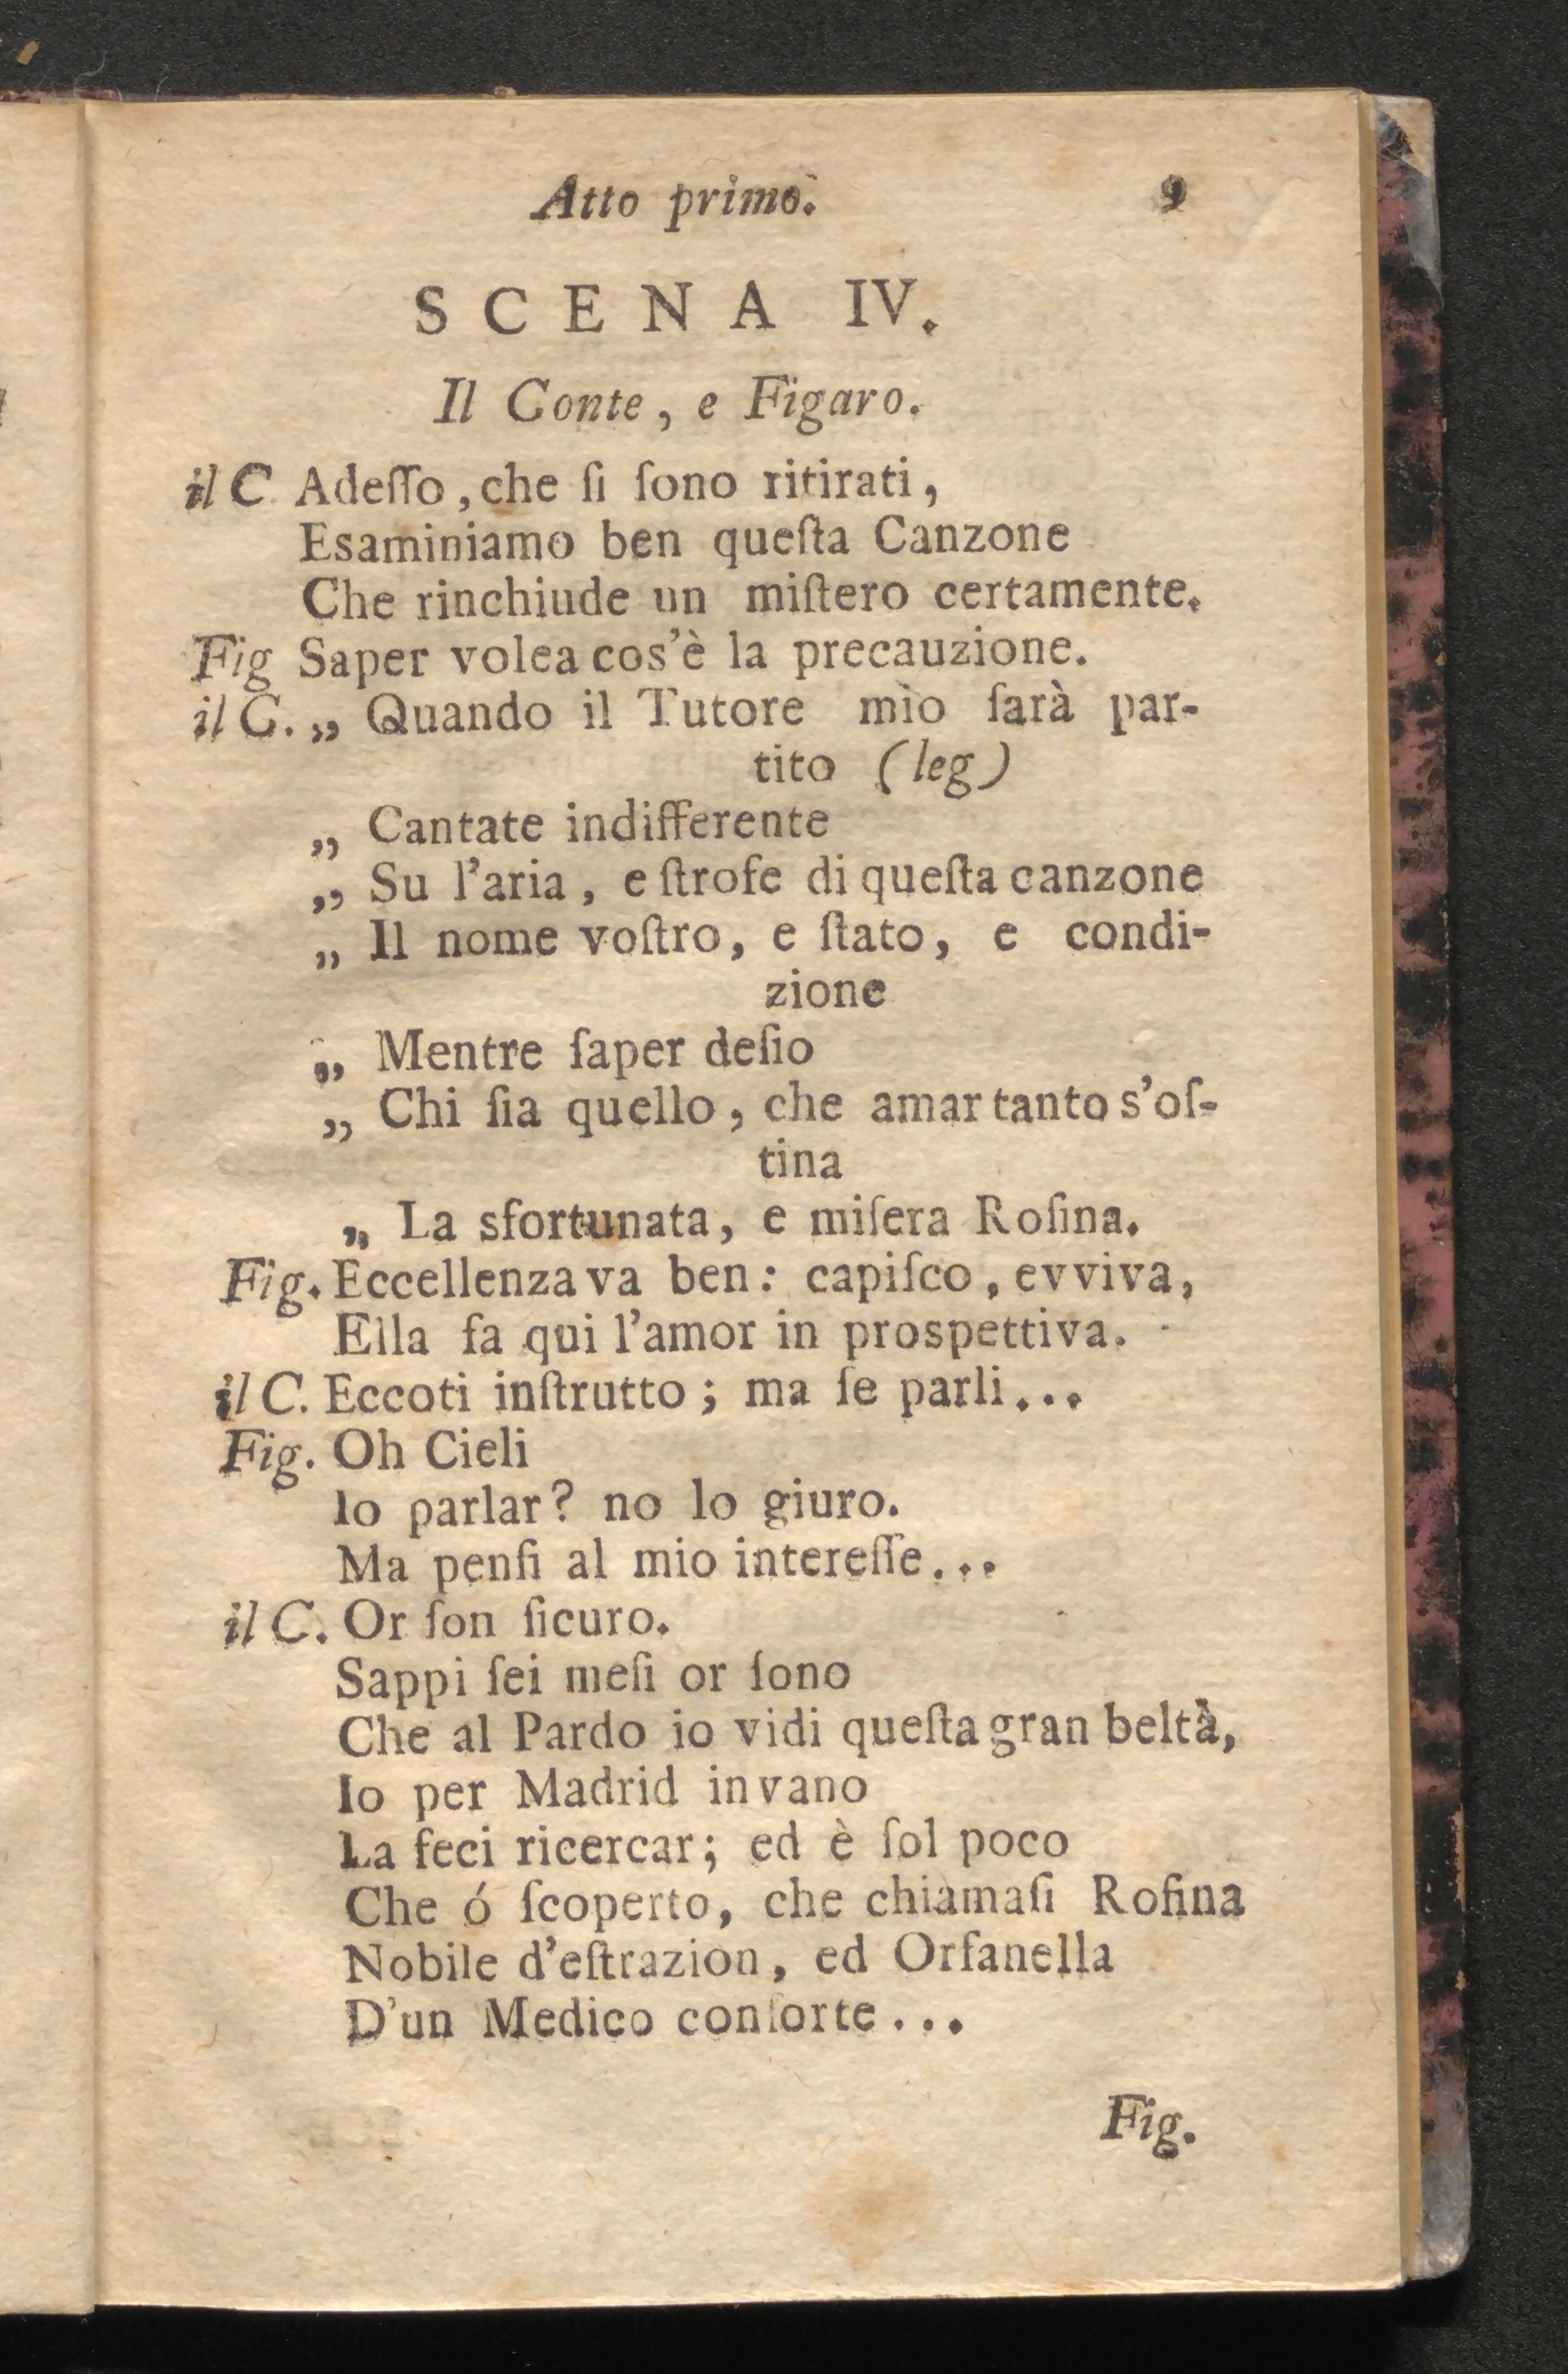 Atto primo. 9
SCENA IV.
Il Conte, e Figaro.
il C. Adeſſo, che ſi ſono ritirati,
Esaminiamo ben queſta Canzone
Che rinchiude un miſtero certamente.
Fig Saper volea cos'è la precauzione.
il C. „ Quando il Tutore mio ſarà par-
tito (leg)
„ Cantate indifferente
„ Su l'aria, e ſtrofe di queſta canzone
„ Il nome voſtro, e ſtato, e condi-
zione
„ Mentre ſaper deſio
„ Chi ſia quello, che amar tanto s'oſ-
tina
„ La sfortunata, e miſera Roſina.
Fig. Eccellenza va ben: capiſco, evviva,
Ella fa qui l'amor in prospettiva.
il C. Eccoti inſtrutto; ma ſe parli...
Fig. Oh Cieli
Io parlar? no lo giuro.
Ma penſi al mio intereſſe...
il C. Or ſon ſicuro.
Sappi ſei meſi or ſono
Che al Pardo io vidi queſta gran beltà,
Io per Madrid invano
La feci ricercar; ed è ſol poco
Che ó ſcoperto, che chiamaſi Roſina
Nobile d'eſtrazion, ed Orfanella
D'un Medico conſorte...
Fig.